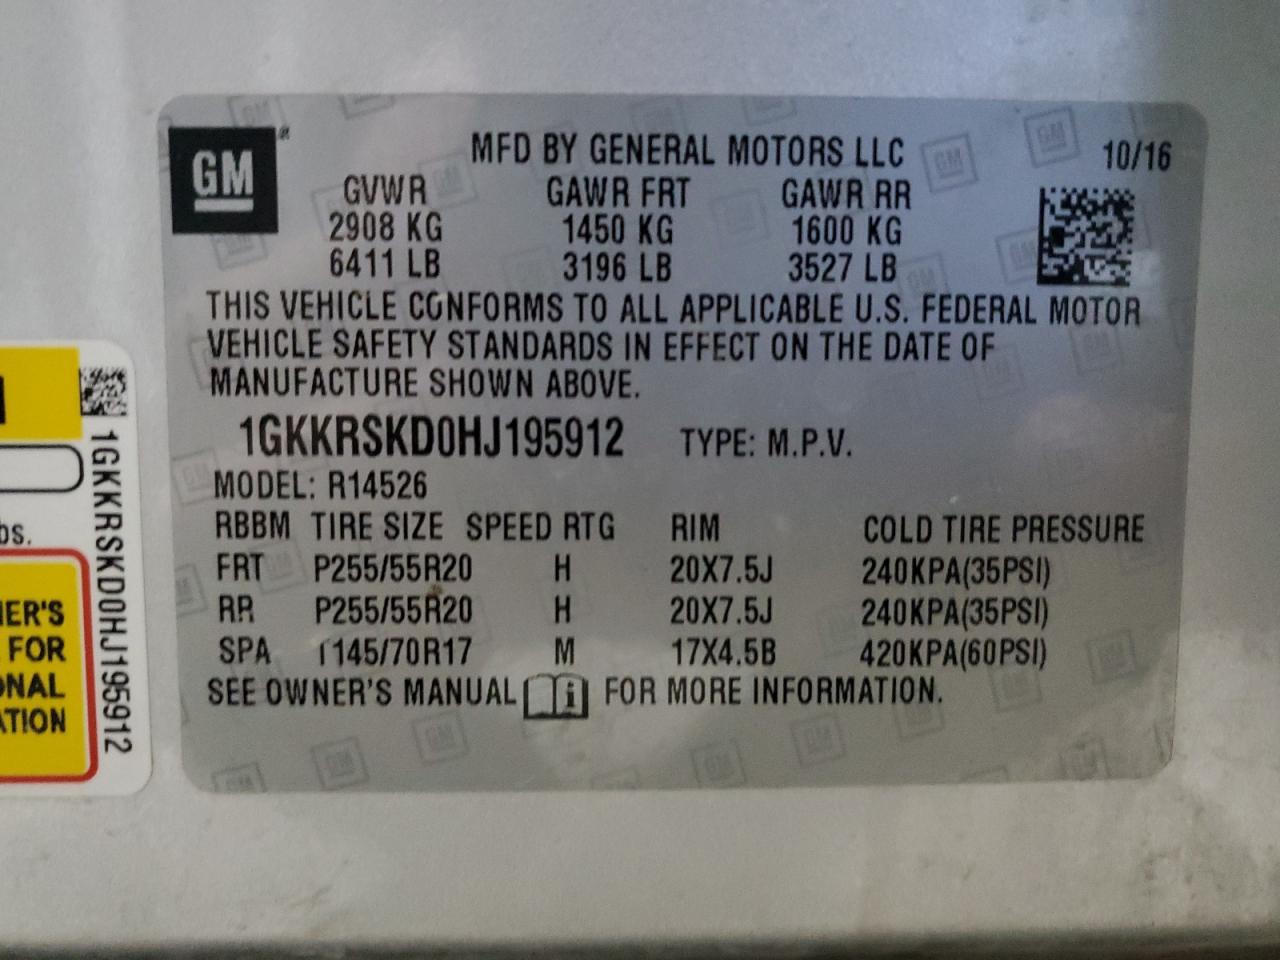 GM
MFD BY GENERAL MOTORS LLC 10/16
GVWR GAWR FRT GAWR RR
2908 KG 1450 KG 1600 KG
6411 LB 3196 LB 3527 LB
THIS VEHICLE CONFORMS TO ALL APPLICABLE U.S. FEDERAL MOTOR
VEHICLE SAFETY STANDARDS IN EFFECT ON THE DATE OF
MANUFACTURE SHOWN ABOVE.
1GKKRSKD0HJ195912 TYPE: M.P.V.
MODEL: R14526
RBBM TIRE SIZE SPEED RTG RIM COLD TIRE PRESSURE
FRT P255/55R20 H 20X7.5J 240KPA(35PSI)
RR P255/55R20 H 20X7.5J 240KPA(35PSI)
SPA T145/70R17 M 17X4.5B 420KPA(60PSI)
SEE OWNER'S MANUAL i FOR MORE INFORMATION.
1GKKRSKD0HJ195912
bs.
NER'S
FOR
ONAL
ATION